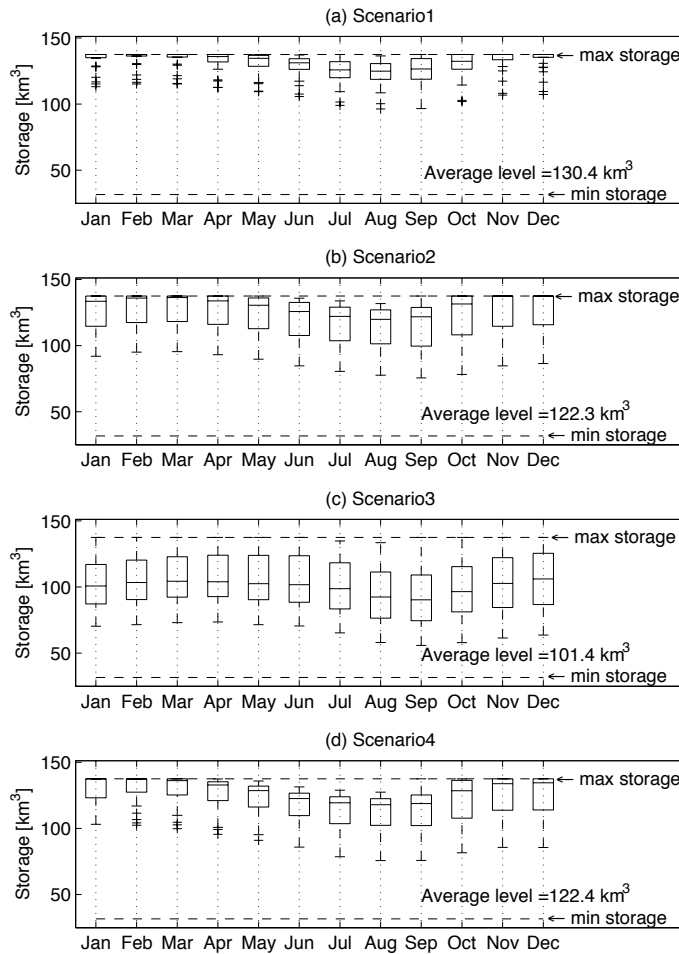 (a) Scenario1
150
100
50
Storage [km³]
max storage
Average level =130.4 km³
min storage
Jan Feb Mar Apr May Jun Jul Aug Sep Oct Nov Dec
(b) Scenario2
150
100
50
Storage [km³]
max storage
Average level =122.3 km³
min storage
Jan Feb Mar Apr May Jun Jul Aug Sep Oct Nov Dec
(c) Scenario3
150
100
50
Storage [km³]
max storage
Average level =101.4 km³
min storage
Jan Feb Mar Apr May Jun Jul Aug Sep Oct Nov Dec
(d) Scenario4
150
100
50
Storage [km³]
max storage
Average level =122.4 km³
min storage
Jan Feb Mar Apr May Jun Jul Aug Sep Oct Nov Dec